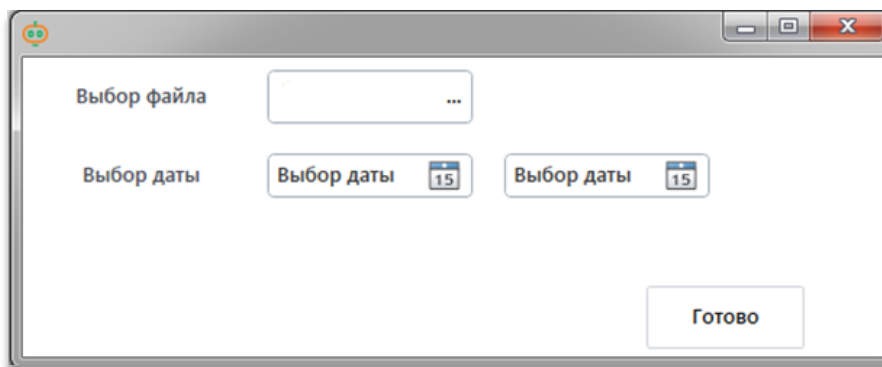 Выбор файла ...
Выбор даты Выбор даты 15 Выбор даты 15
Готово